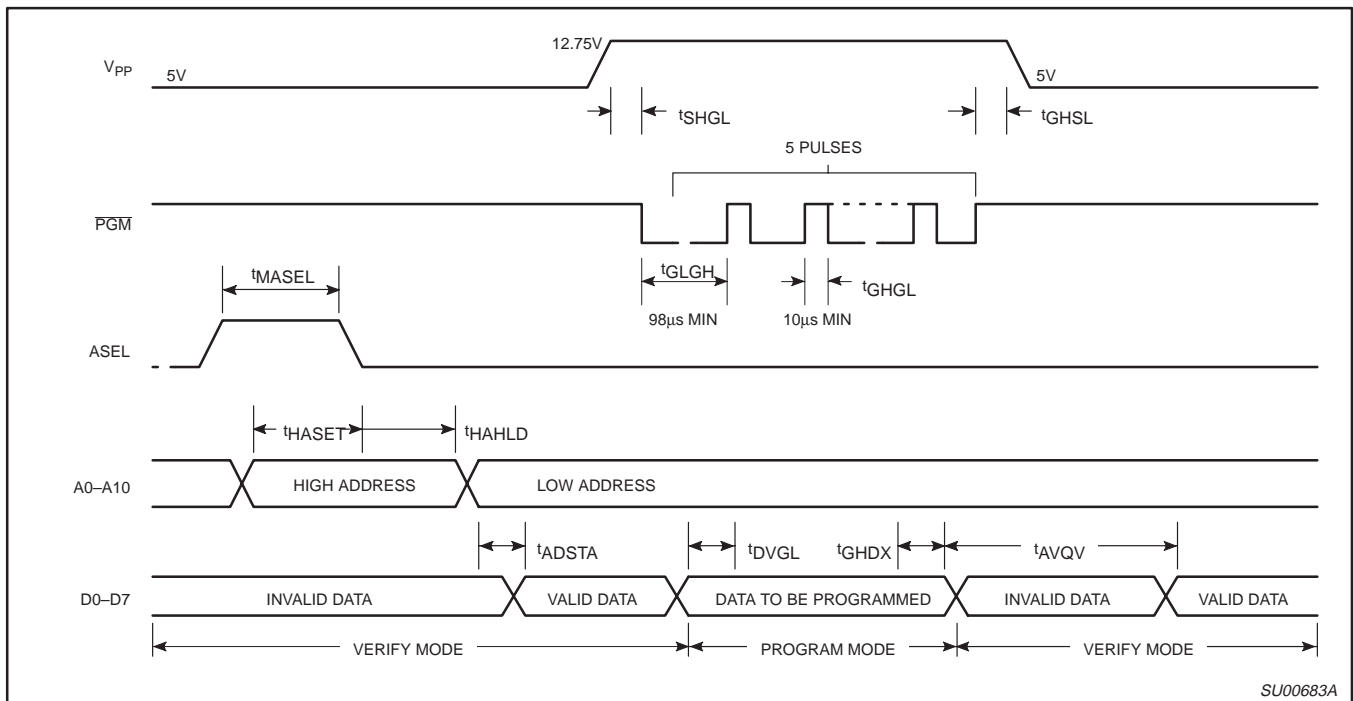 12.75V
VPP
5V
5V
tSHGL
tGHSL
5 PULSES
PGM
tMASEL
tGLGH
tGHGL
98µs MIN
10µs MIN
ASEL
tHASET
tHAHLD
A0–A10
HIGH ADDRESS
LOW ADDRESS
tADSTA
tDVGL
tGHDX
tAVQV
D0–D7
INVALID DATA
VALID DATA
DATA TO BE PROGRAMMED
INVALID DATA
VALID DATA
VERIFY MODE
PROGRAM MODE
VERIFY MODE
SU00683A